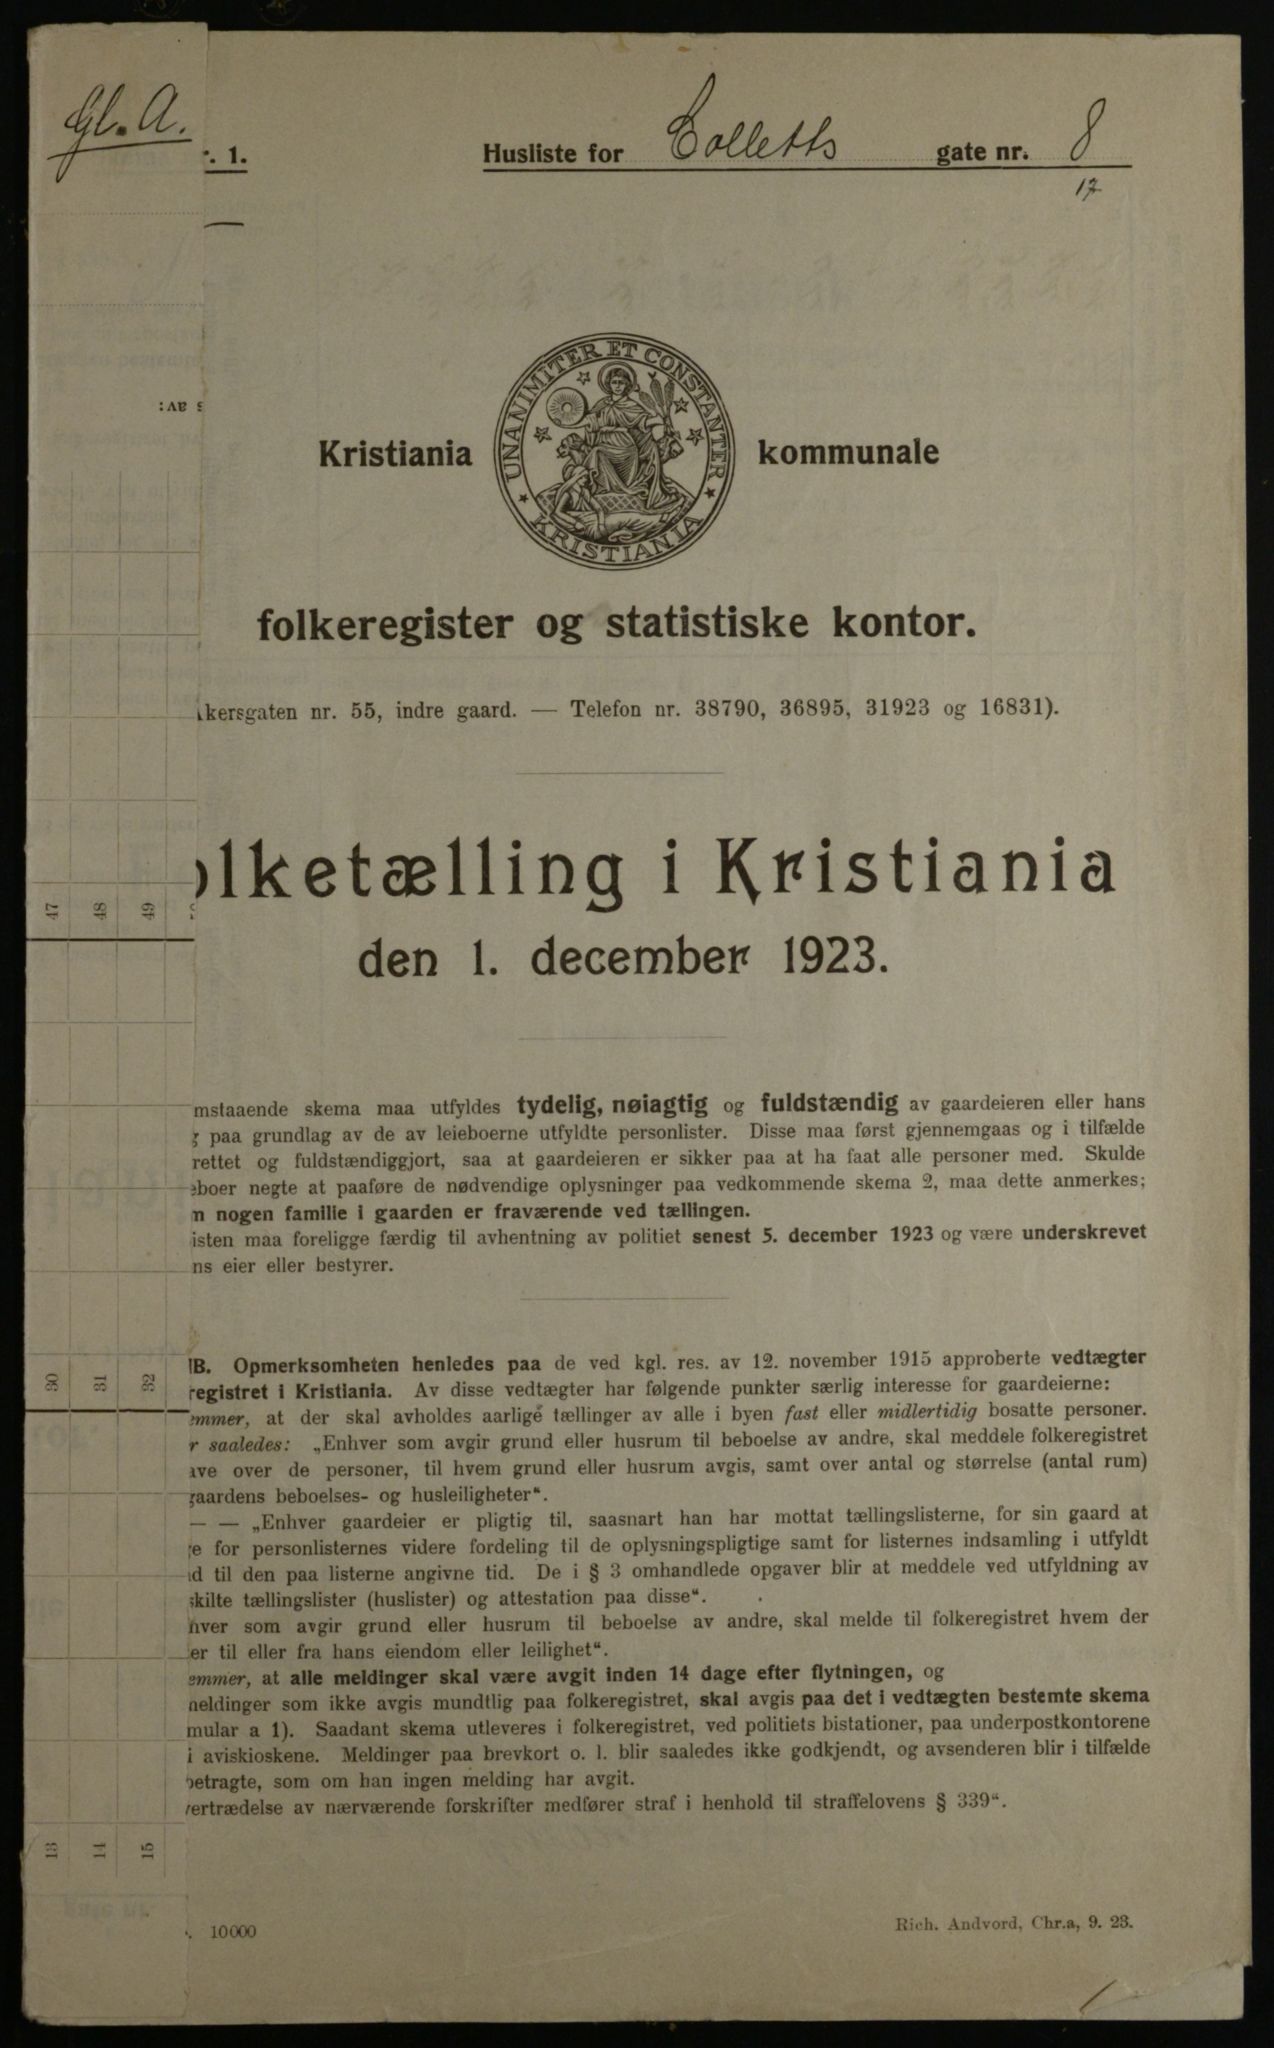 Gl. A.
r. 1.
Husliste for Colletts gate nr. 8
17
UNANIMITER ET CONSTANTER
KRISTIANIA
Kristiania kommunale
folkeregister og statistiske kontor.
kersgaten nr. 55, indre gaard. — Telefon nr. 38790, 36895, 31923 og 16831).
olketælling i Kristiania
den 1. december 1923.
mstaaende skema maa utfyldes tydelig, nøiagtig og fuldstændig av gaardeieren eller hans
g paa grundlag av de av leieboerne utfyldte personlister. Disse maa først gjennemgaas og i tilfælde
rettet og fuldstændiggjort, saa at gaardeieren er sikker paa at ha faat alle personer med. Skulde
eboer negte at paaføre de nødvendige oplysninger paa vedkommende skema 2, maa dette anmerkes;
m nogen familie i gaarden er fraværende ved tællingen.
isten maa foreligge færdig til avhentning av politiet senest 5. december 1923 og være underskrevet
ns eier eller bestyrer.
NB. Opmerksomheten henledes paa de ved kgl. res. av 12. november 1915 approberte vedtægter
registret i Kristiania. Av disse vedtægter har følgende punkter særlig interesse for gaardeierne:
emmer, at der skal avholdes aarlige tællinger av alle i byen fast eller midlertidig bosatte personer.
r saaledes: „Enhver som avgir grund eller husrum til beboelse av andre, skal meddele folkeregistret
ave over de personer, til hvem grund eller husrum avgis, samt over antal og størrelse (antal rum)
gaardens beboelses- og husleiligheter“.
— — „Enhver gaardeier er pligtig til, saasnart han har mottat tællingslisterne, for sin gaard at
e for personlisternes videre fordeling til de oplysningspligtige samt for listernes indsamling i utfyldt
d til den paa listerne angivne tid. De i § 3 omhandlede opgaver blir at meddele ved utfyldning av
skilte tællingslister (huslister) og attestation paa disse“.
hver som avgir grund eller husrum til beboelse av andre, skal melde til folkeregistret hvem der
er til eller fra hans eiendom eller leilighet“.
emmer, at alle meldinger skal være avgit inden 14 dage efter flytningen, og
meldinger som ikke avgis mundtlig paa folkeregistret, skal avgis paa det i vedtægten bestemte skema
mular a 1). Saadant skema utleveres i folkeregistret, ved politiets bistationer, paa underpostkontorene
i aviskioskene. Meldinger paa brevkort o. l. blir saaledes ikke godkjendt, og avsenderen blir i tilfælde
betragte, som om han ingen melding har avgit.
ertrædelse av nærværende forskrifter medfører straf i henhold til straffelovens § 339“.
10000
Rich. Andvord, Chr.a, 9. 23.
s av:
47 48 49
30 31 32
13 14 15